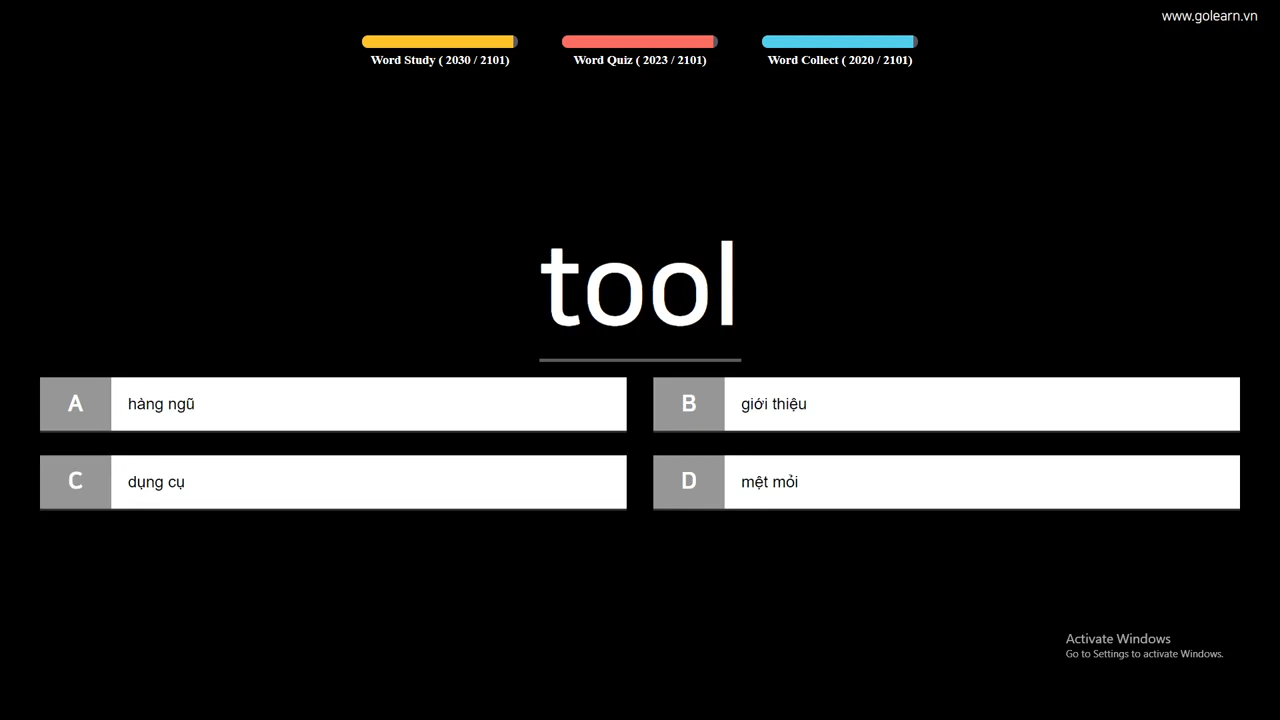 www.golearn.vn
Word Study ( 2030 / 2101)
Word Quiz ( 2023 / 2101)
Word Collect ( 2020 / 2101)
tool
A hàng ngũ
B giới thiệu
C dụng cụ
D mệt mỏi
Activate Windows
Go to Settings to activate Windows.